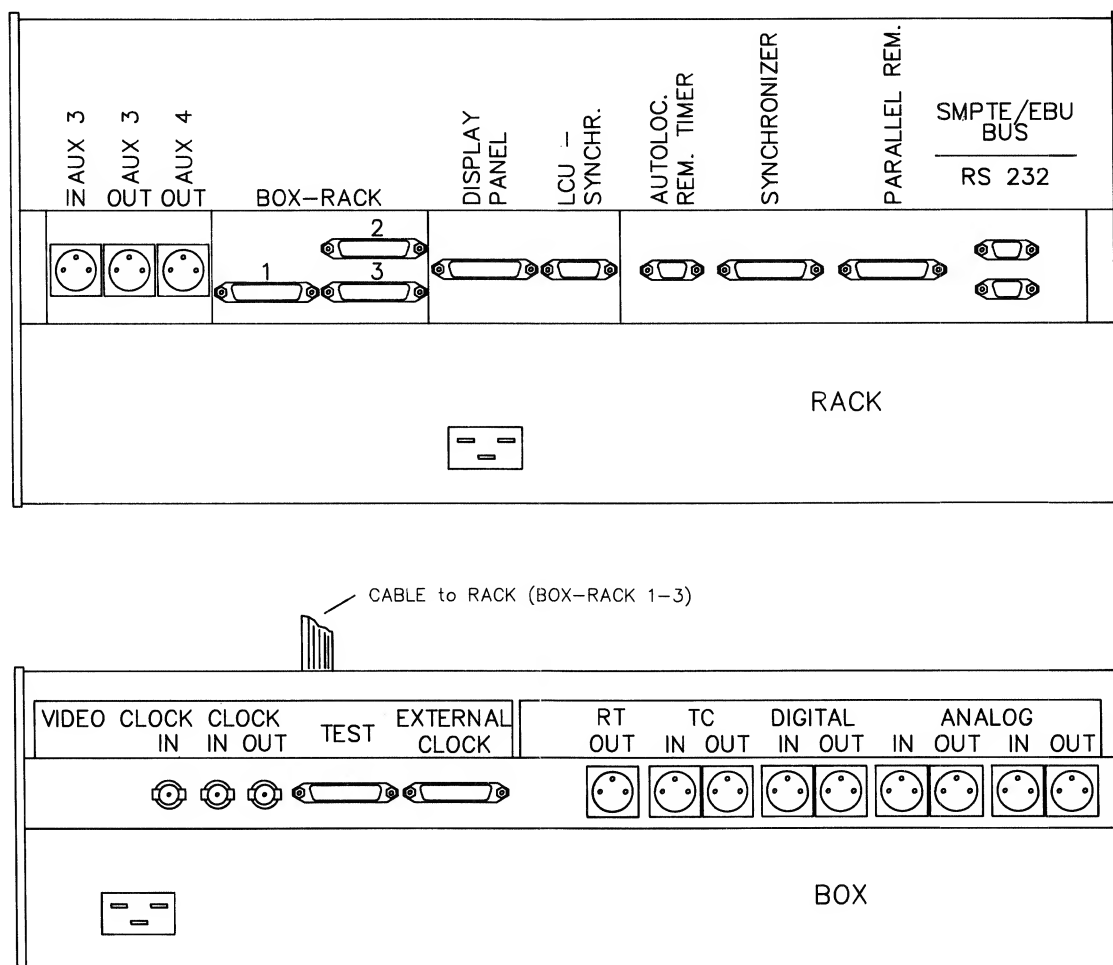 AUX 3
IN
AUX 3
OUT
AUX 4
OUT
BOX-RACK
1
2
3
DISPLAY
PANEL
LCU -
SYNCHR.
AUTOLOC.
REM. TIMER
SYNCHRONIZER
PARALLEL REM.
SMPTE/EBU
BUS
RS 232
RACK
CABLE to RACK (BOX-RACK 1-3)
VIDEO CLOCK
IN
CLOCK
IN OUT
TEST
EXTERNAL
CLOCK
RT
OUT
TC
IN OUT
DIGITAL
IN OUT
ANALOG
IN OUT IN OUT
BOX